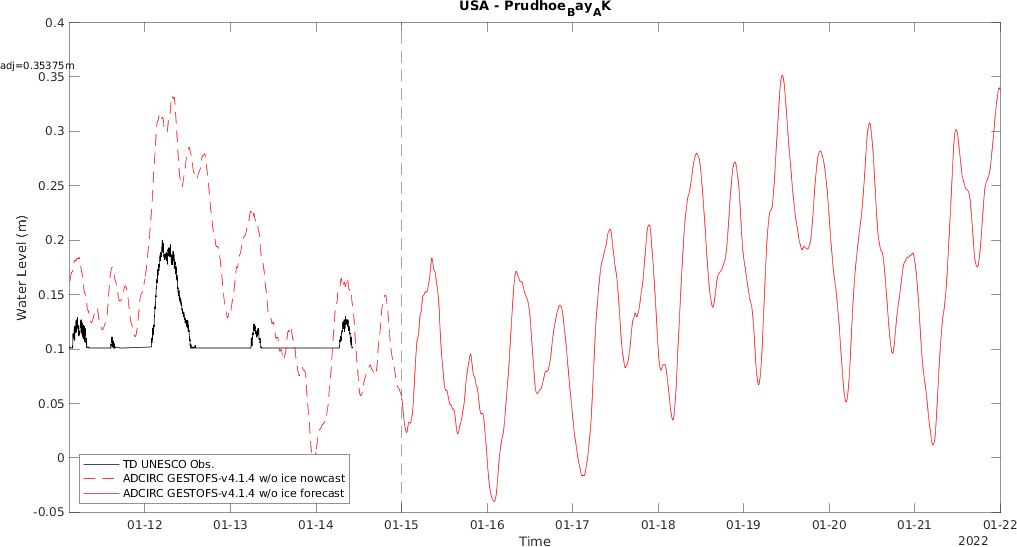 USA - PrudhoeBayAK
adj=0.35375m
0.4
0.35
0.3
0.25
0.2
0.15
0.1
0.05
0
-0.05
Water Level (m)
TD UNESCO Obs.
ADCIRC GESTOFS-v4.1.4 w/o ice nowcast
ADCIRC GESTOFS-v4.1.4 w/o ice forecast
01-12 01-13 01-14 01-15 01-16 01-17 01-18 01-19 01-20 01-21 01-22
Time
2022